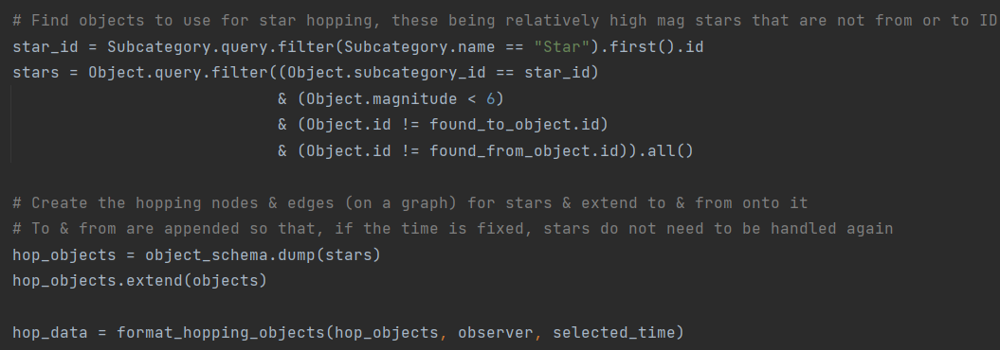 # Find objects to use for star hopping, these being relatively high mag stars that are not from or to ID
star_id = Subcategory.query.filter(Subcategory.name == "Star").first().id
stars = Object.query.filter((Object.subcategory_id == star_id)
& (Object.magnitude < 6)
& (Object.id != found_to_object.id)
& (Object.id != found_from_object.id)).all()
# Create the hopping nodes & edges (on a graph) for stars & extend to & from onto it
# To & from are appended so that, if the time is fixed, stars do not need to be handled again
hop_objects = object_schema.dump(stars)
hop_objects.extend(objects)
hop_data = format_hopping_objects(hop_objects, observer, selected_time)